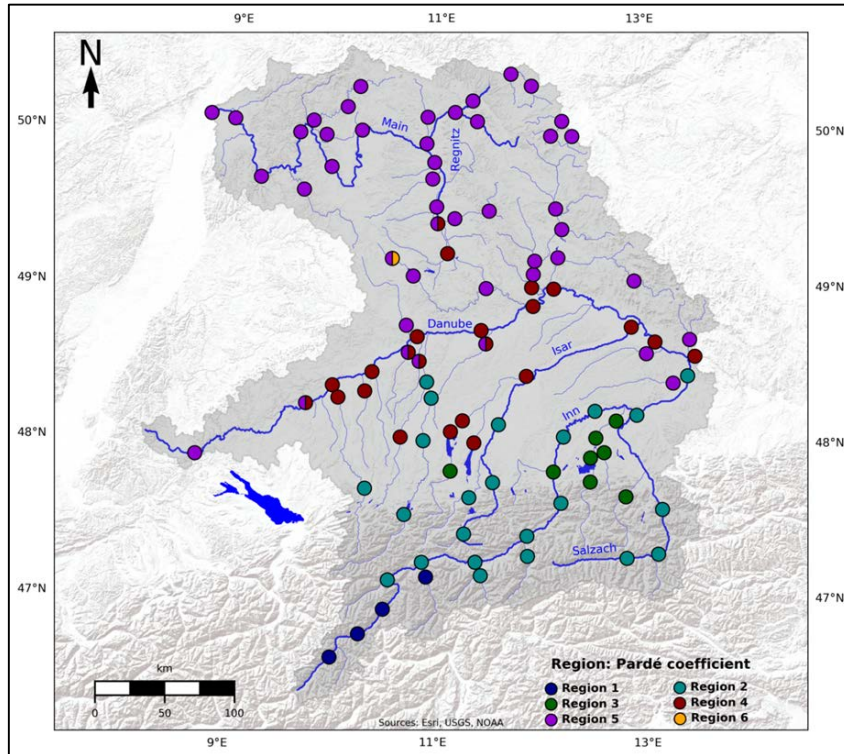 9°E 11°E 13°E
N
50°N 50°N
Main
Regnitz
49°N 49°N
Danube
Isar
Inn
48°N 48°N
Salzach
47°N 47°N
km
0 50 100
Region: Pardé coefficient
Region 1 Region 2
Region 3 Region 4
Region 5 Region 6
Sources: Esri, USGS, NOAA
9°E 11°E 13°E